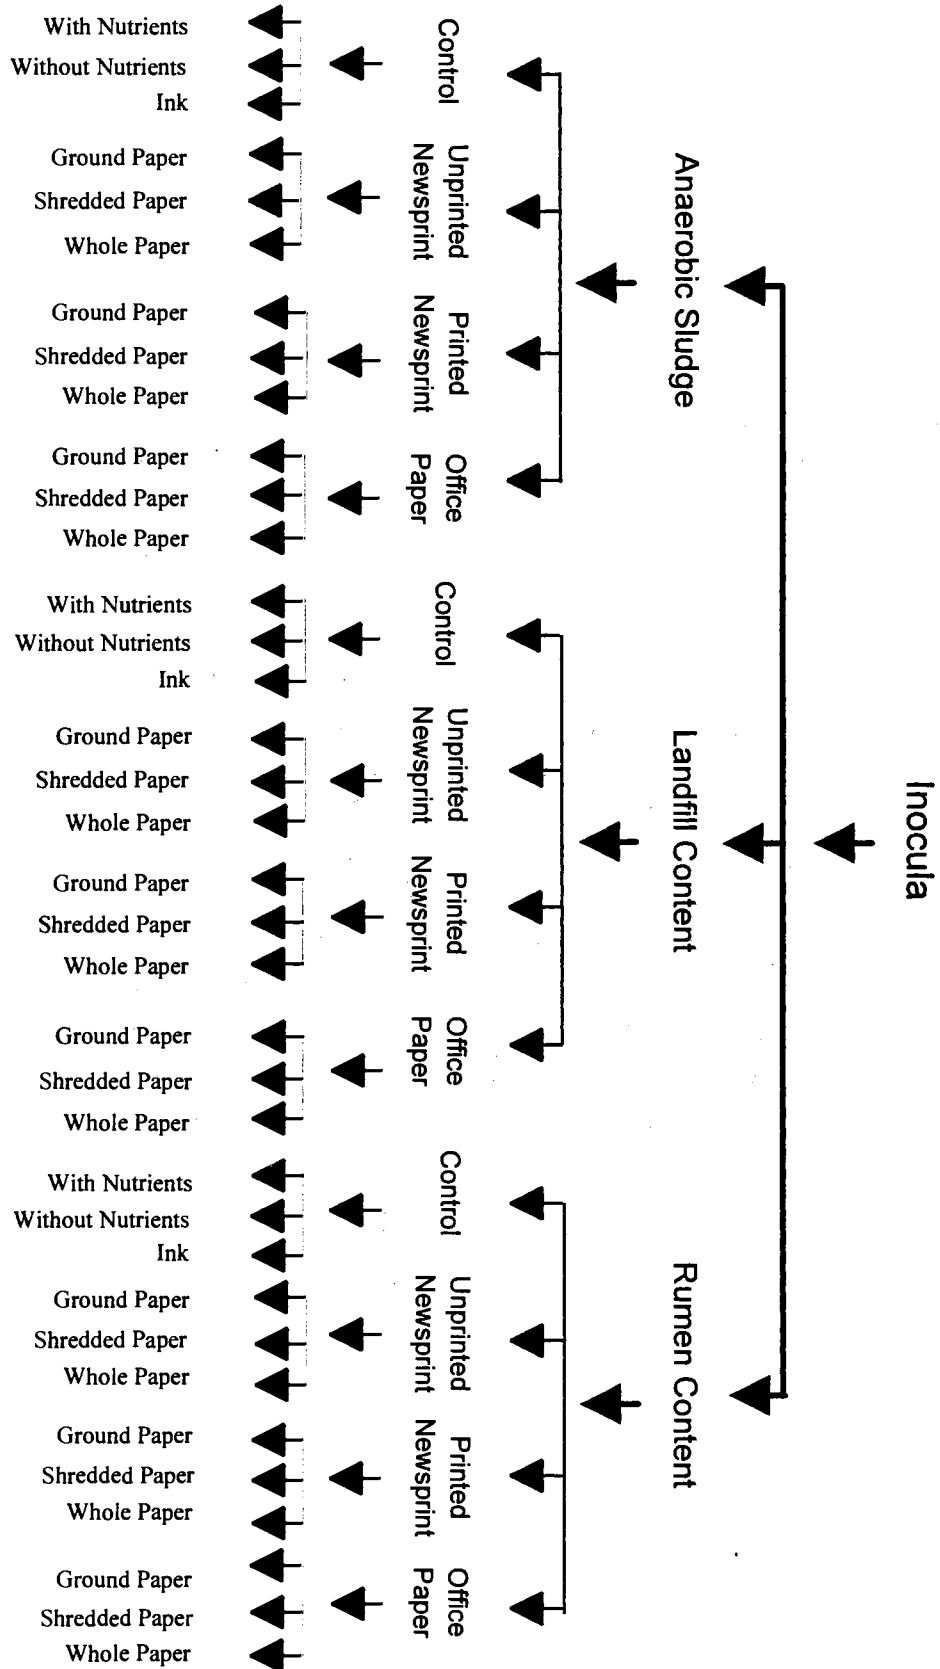 Inocula
Anaerobic Sludge
Landfill Content
Rumen Content
Control
Unprinted
Newsprint
Printed
Newsprint
Office
Paper
Control
Unprinted
Newsprint
Printed
Newsprint
Office
Paper
Control
Unprinted
Newsprint
Printed
Newsprint
Office
Paper
With Nutrients
Without Nutrients
Ink
Ground Paper
Shredded Paper
Whole Paper
Ground Paper
Shredded Paper
Whole Paper
Ground Paper
Shredded Paper
Whole Paper
With Nutrients
Without Nutrients
Ink
Ground Paper
Shredded Paper
Whole Paper
Ground Paper
Shredded Paper
Whole Paper
Ground Paper
Shredded Paper
Whole Paper
With Nutrients
Without Nutrients
Ink
Ground Paper
Shredded Paper
Whole Paper
Ground Paper
Shredded Paper
Whole Paper
Ground Paper
Shredded Paper
Whole Paper